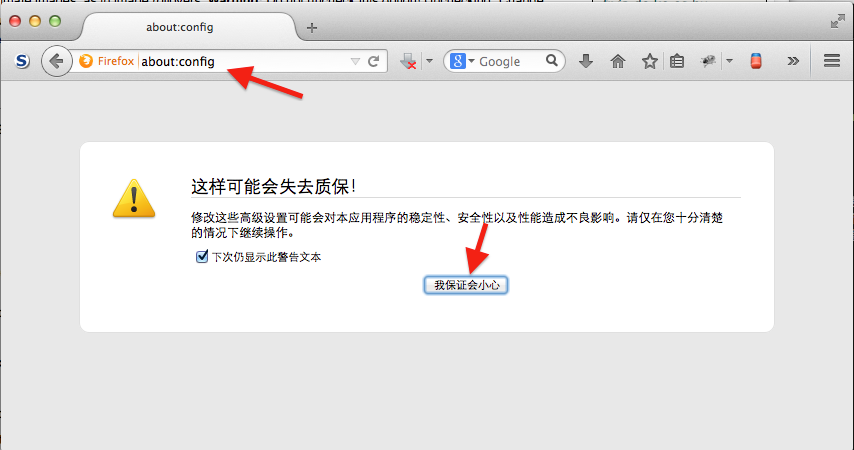 about:config
Firefox
about:config
Google
这样可能会失去质保!
修改这些高级设置可能会对本应用程序的稳定性、安全性以及性能造成不良影响。请仅在您十分清楚
的情况下继续操作。
下次仍显示此警告文本
我保证会小心